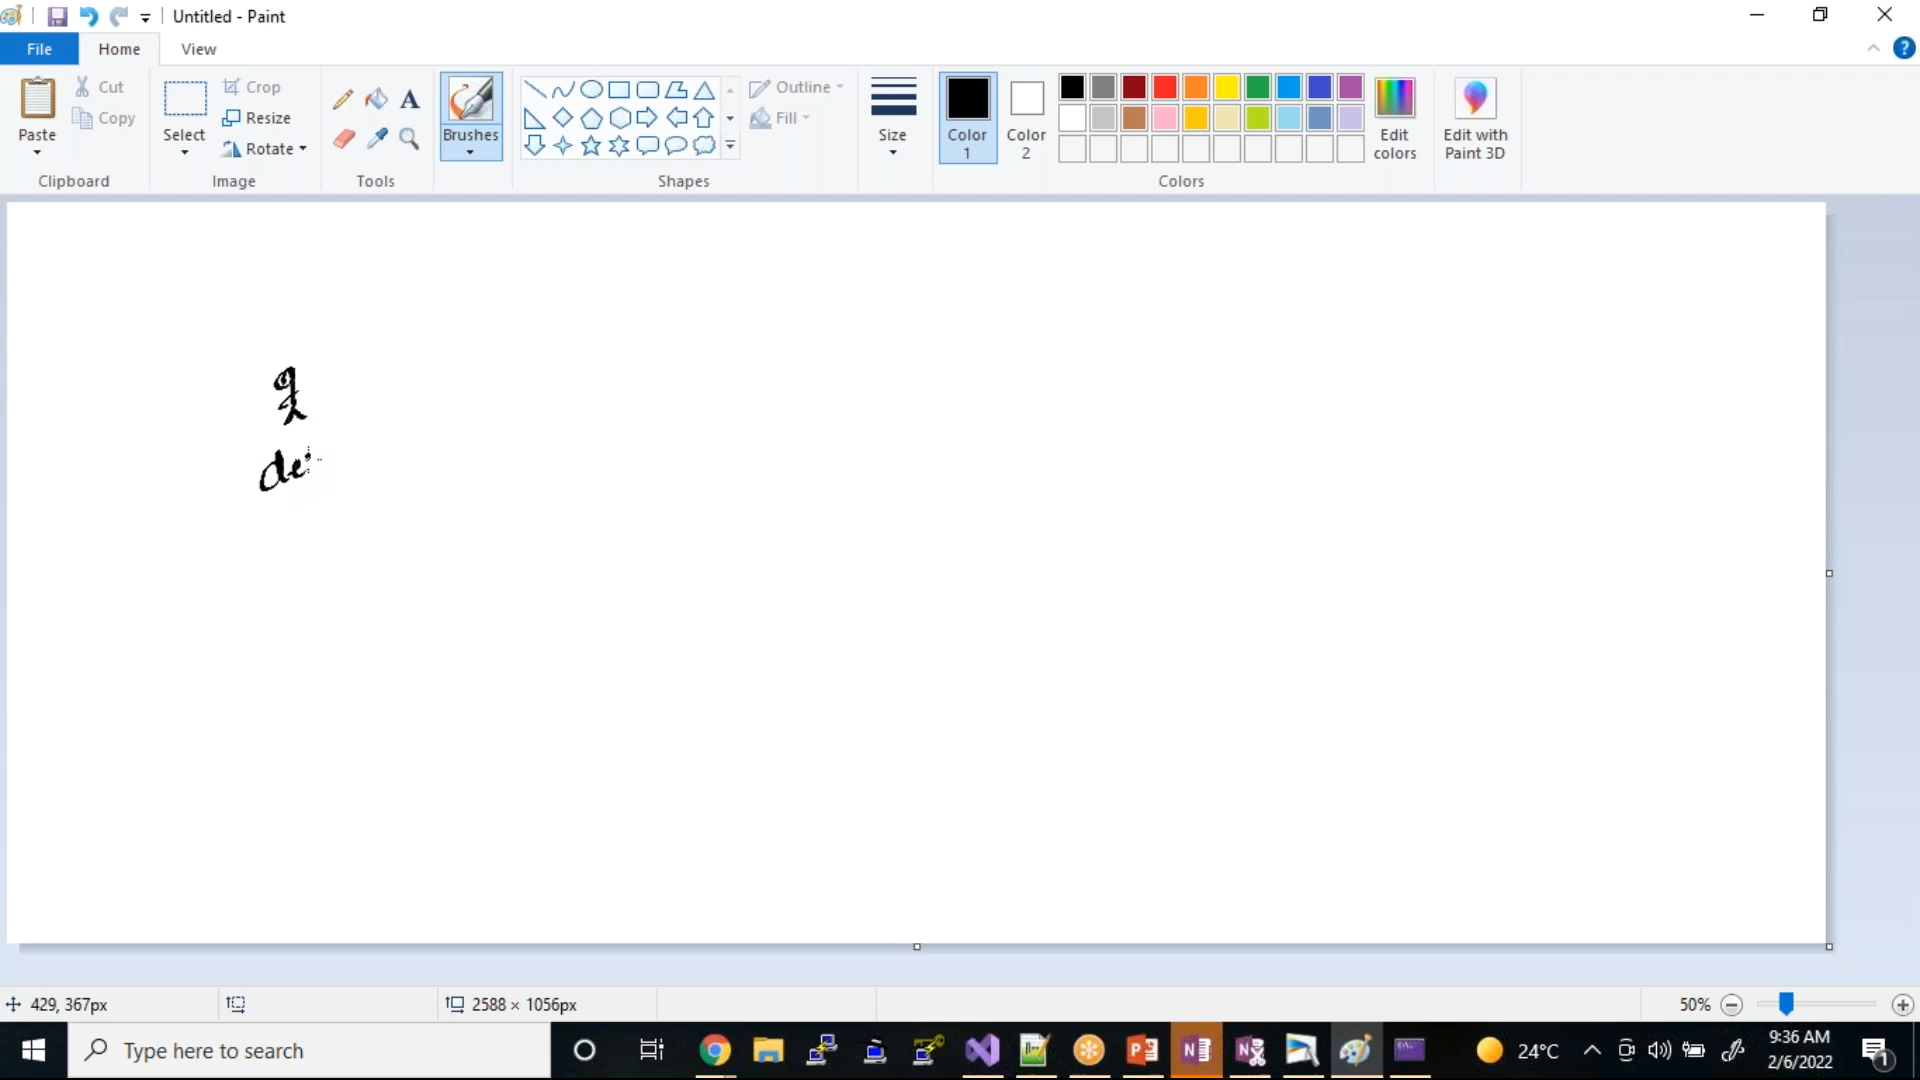 Untitled - Paint
File Home View
Paste
Cut
Copy
Clipboard
Select
Crop
Resize
Rotate
Image
Tools
Brushes
Shapes
Outline
Fill
Size
Color 1
Color 2
Edit colors
Colors
Edit with Paint 3D
de
429, 367px
2588 × 1056px
50%
Type here to search
24°C
9:36 AM
2/6/2022
1